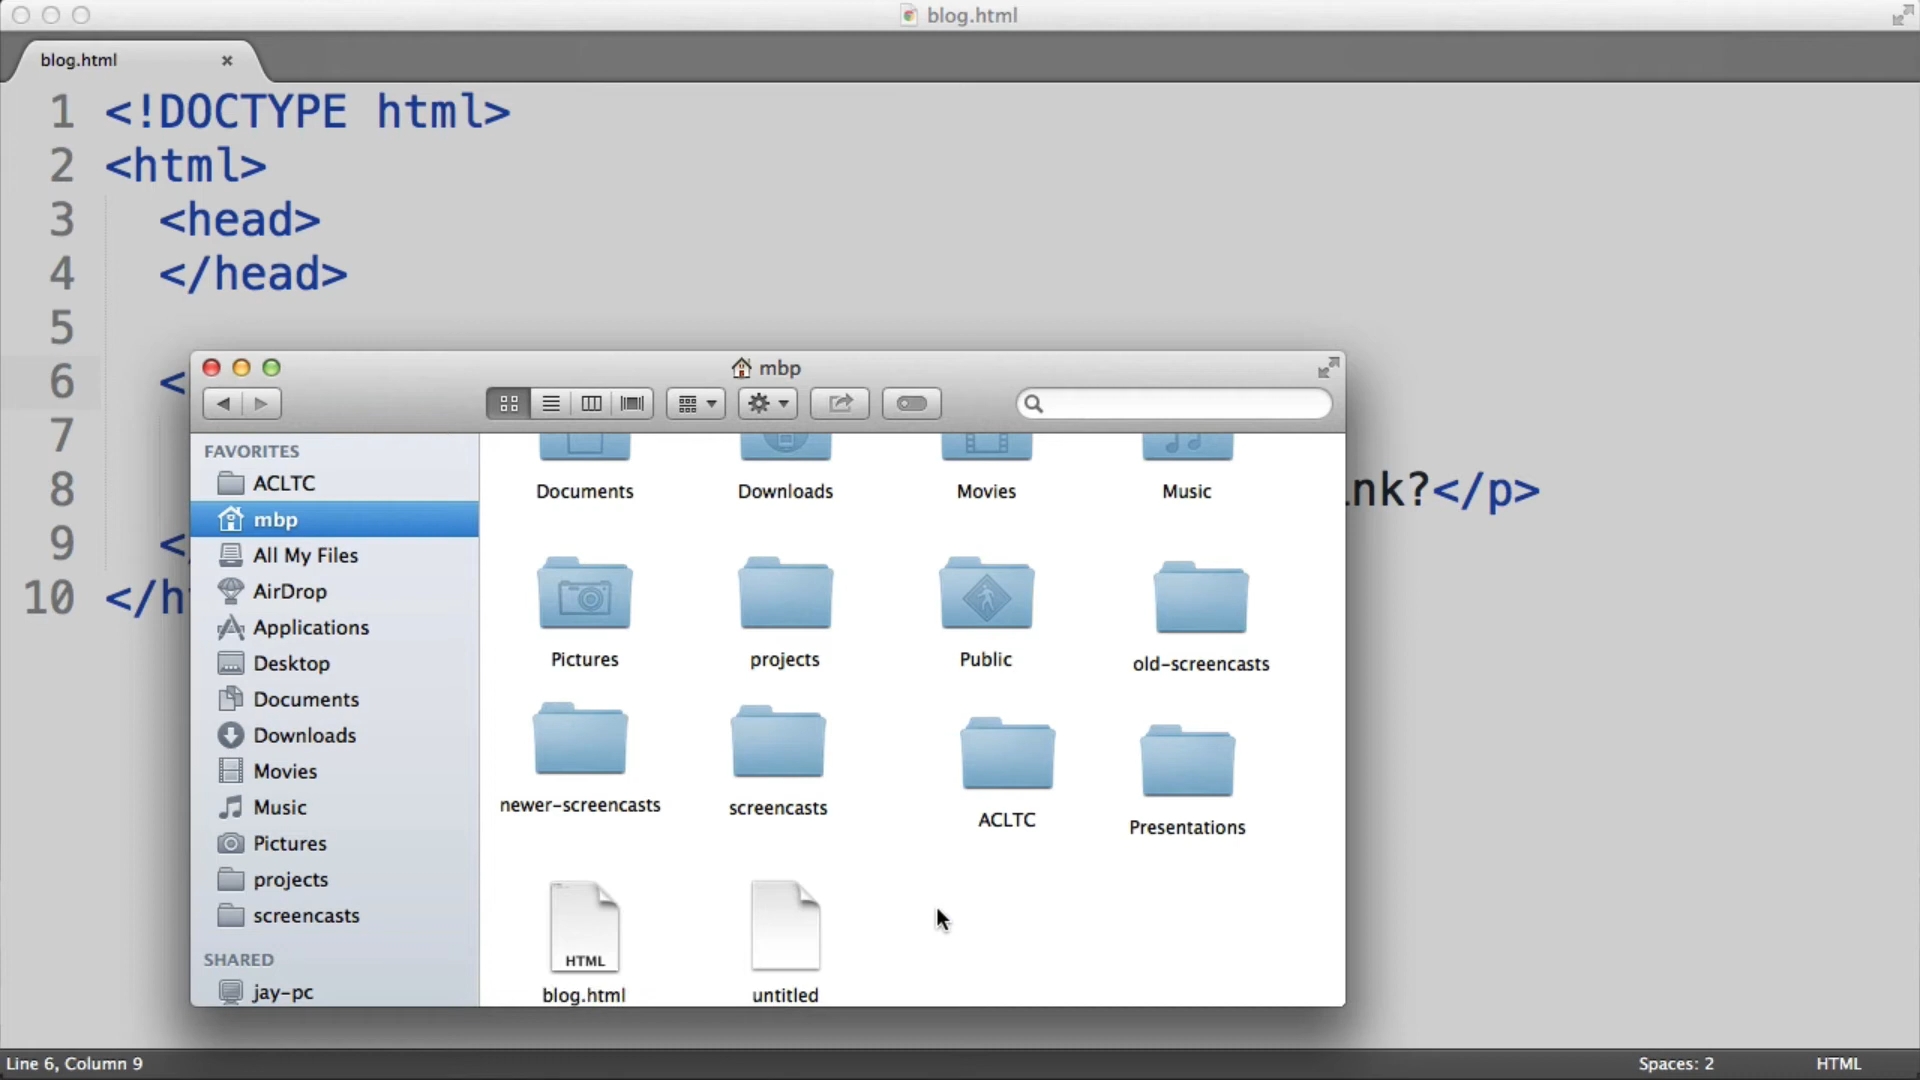 blog.html
blog.html
1 <!DOCTYPE html>
2 <html>
3 <head>
4 </head>
5
6 <
7
8 nk?</p>
9 <
10 </h
mbp
FAVORITES
ACLTC
mbp
All My Files
AirDrop
Applications
Desktop
Documents
Downloads
Movies
Music
Pictures
projects
screencasts
SHARED
jay-pc
Documents Downloads Movies Music
Pictures projects Public old-screencasts
newer-screencasts screencasts ACLTC Presentations
HTML
blog.html untitled
Line 6, Column 9 Spaces: 2 HTML